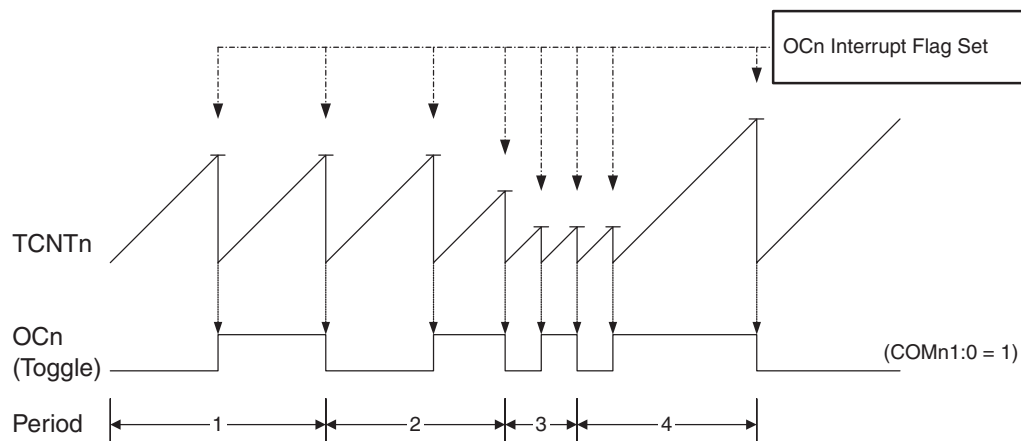 OCn Interrupt Flag Set
TCNTn
OCn
(Toggle)
(COMn1:0 = 1)
Period
1
2
3
4